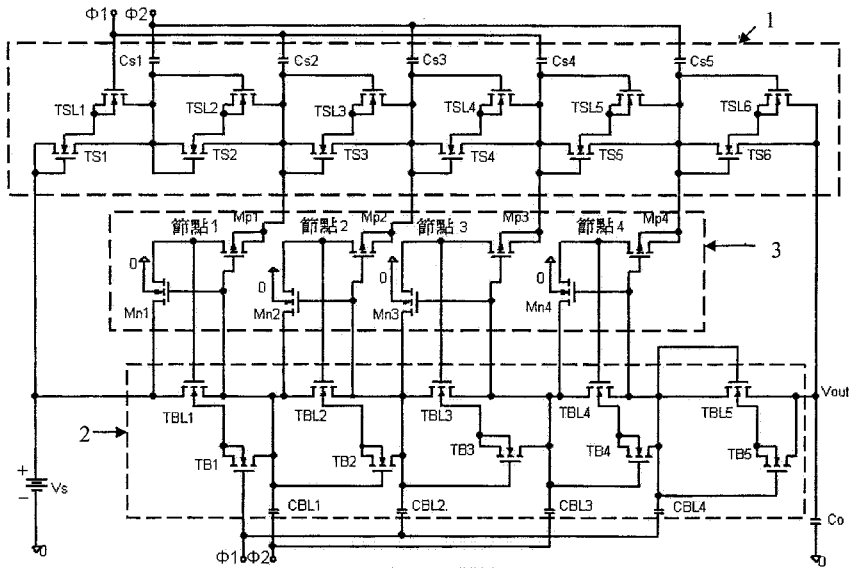 Φ1 Φ2
1
Cs1 Cs2 Cs3 Cs4 Cs5
TSL1 TSL2 TSL3 TSL4 TSL5 TSL6
TS1 TS2 TS3 TS4 TS5 TS6
節點1 Mp1 節點2 Mp2 節點3 Mp3 節點4 Mp4
0 0 0 0
3
Mn1 Mn2 Mn3 Mn4
TBL1 TBL2 TBL3 TBL4 TBL5 Vout
2
TB1 TB2 TB3 TB4 TB5
+
Vs
−
CBL1 CBL2 CBL3 CBL4 Co
0 Φ1 Φ2 0